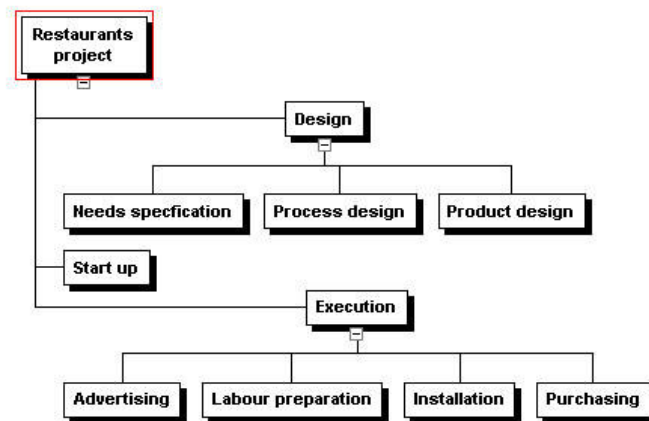 Restaurants
project
Design
Needs specfication
Process design
Product design
Start up
Execution
Advertising
Labour preparation
Installation
Purchasing